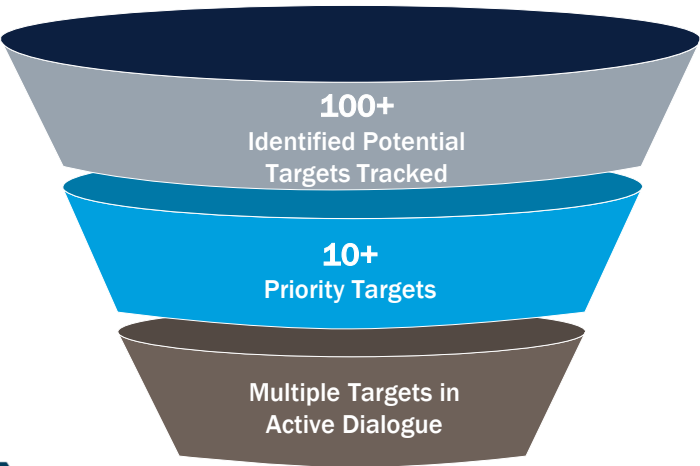 100+
Identified Potential
Targets Tracked
10+
Priority Targets
Multiple Targets in
Active Dialogue